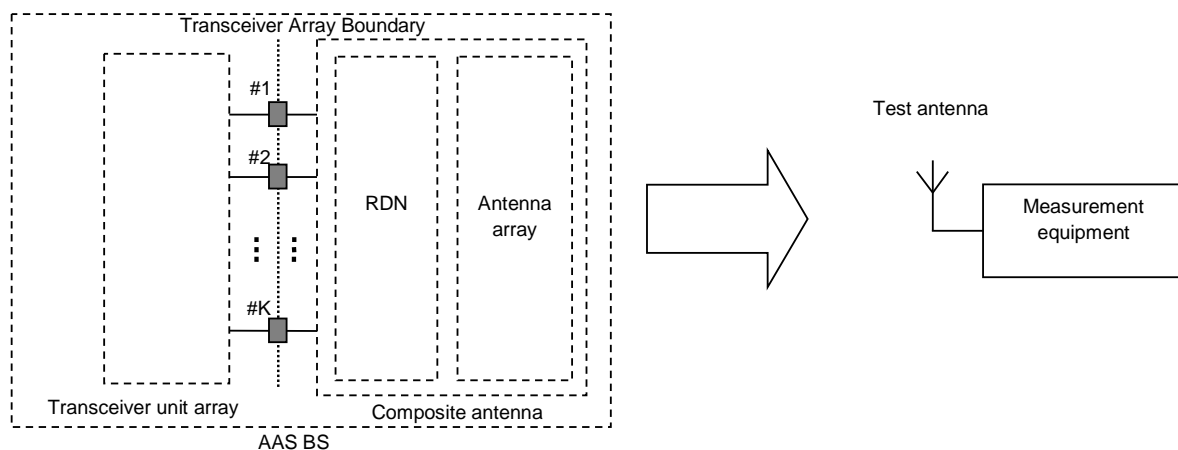 Transceiver Array Boundary
#1
#2
#K
RDN
Antenna
array
Transceiver unit array
Composite antenna
AAS BS
Test antenna
Measurement
equipment